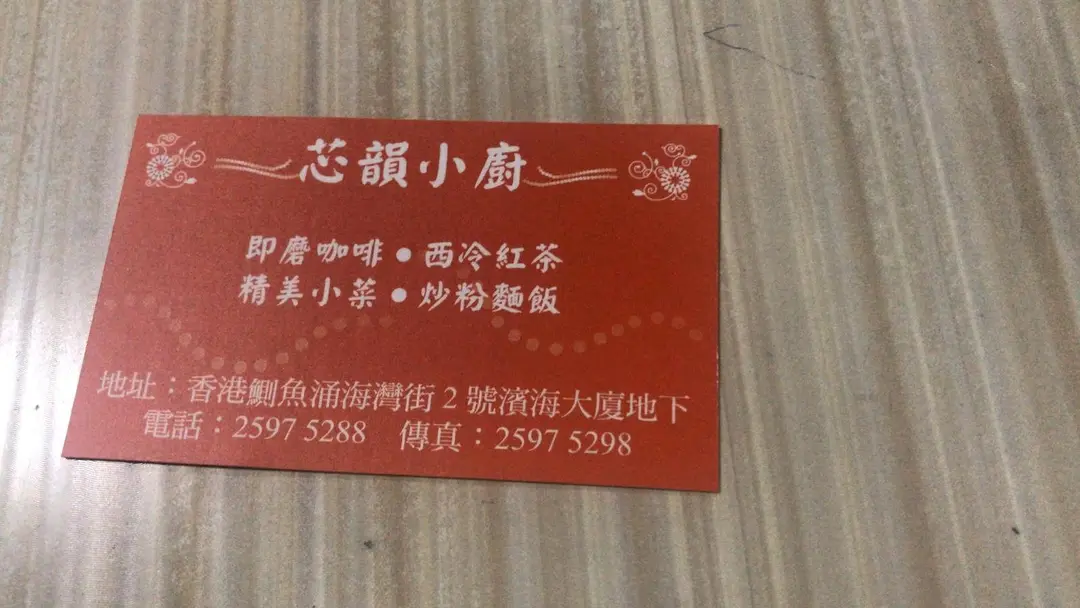 芯韻小廚
即磨咖啡•西冷紅茶
精美小菜•炒粉麵飯
地址：香港鰂魚涌海灣街 2 號濱海大廈地下
電話：2597 5288 傳真：2597 5298